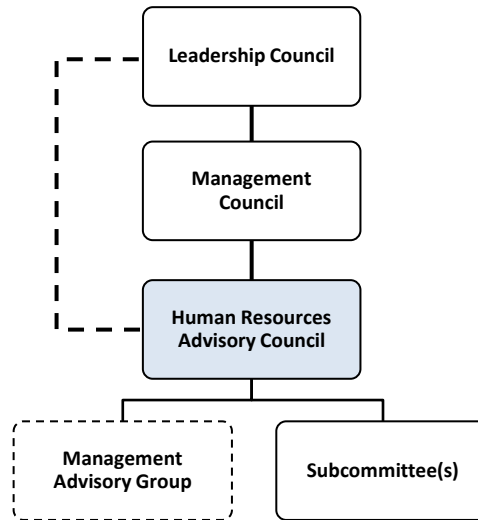 Leadership Council
Management
Council
Human Resources
Advisory Council
Management
Advisory Group
Subcommittee(s)